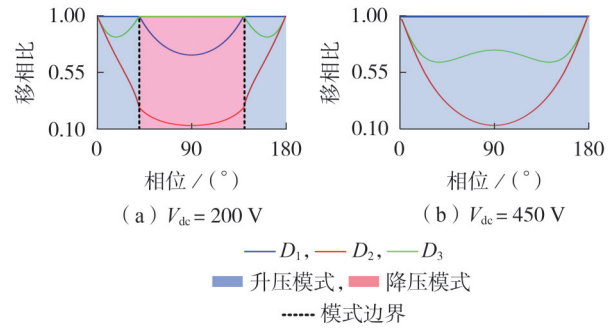 1.00
0.55
0.10
移相比
0
90
180
相位 /（°）
（a）Vdc = 200 V
1.00
0.55
0.10
移相比
0
90
180
相位 /（°）
（b）Vdc = 450 V
D1, D2, D3
升压模式, 降压模式
模式边界